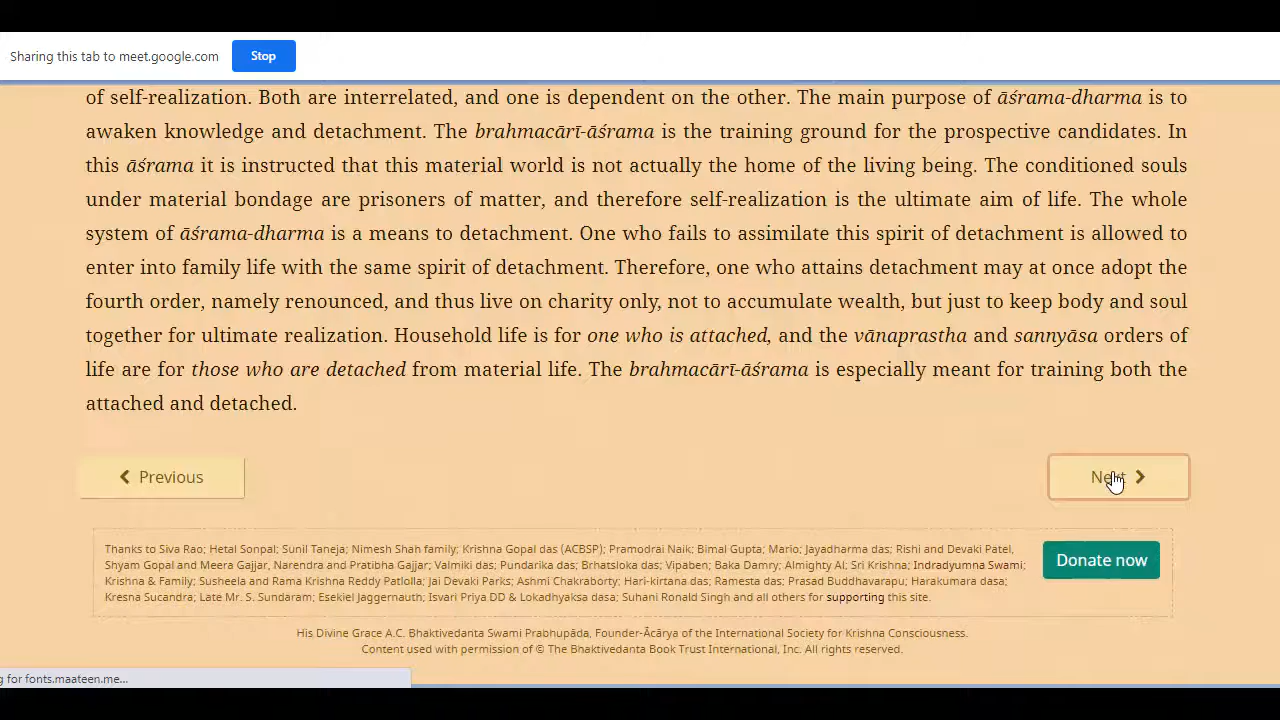 Sharing this tab to meet.google.com Stop
of self-realization. Both are interrelated, and one is dependent on the other. The main purpose of āśrama-dharma is to
awaken knowledge and detachment. The brahmacārī-āśrama is the training ground for the prospective candidates. In
this āśrama it is instructed that this material world is not actually the home of the living being. The conditioned souls
under material bondage are prisoners of matter, and therefore self-realization is the ultimate aim of life. The whole
system of āśrama-dharma is a means to detachment. One who fails to assimilate this spirit of detachment is allowed to
enter into family life with the same spirit of detachment. Therefore, one who attains detachment may at once adopt the
fourth order, namely renounced, and thus live on charity only, not to accumulate wealth, but just to keep body and soul
together for ultimate realization. Household life is for one who is attached, and the vānaprastha and sannyāsa orders of
life are for those who are detached from material life. The brahmacārī-āśrama is especially meant for training both the
attached and detached.
Previous
Next
Thanks to Siva Rao; Hetal Sonpal; Sunil Taneja; Nimesh Shah family; Krishna Gopal das (ACBSP); Pramodrai Naik; Bimal Gupta; Mario; Jayadharma das; Rishi and Devaki Patel,
Shyam Gopal and Meera Gajjar, Narendra and Pratibha Gajjar; Valmiki das; Pundarika das; Brhatsloka das; Vipaben; Baka Damry; Almighty Al; Sri Krishna; Indradyumna Swami;
Krishna & Family; Susheela and Rama Krishna Reddy Patlolla; Jai Devaki Parks; Ashmi Chakraborty; Hari-kirtana das; Ramesta das; Prasad Buddhavarapu; Harakumara dasa;
Kresna Sucandra; Late Mr. S. Sundaram; Esekiel Jaggernauth; Isvari Priya DD & Lokadhyaksa dasa; Suhani Ronald Singh and all others for supporting this site.
Donate now
His Divine Grace A.C. Bhaktivedanta Swami Prabhupāda, Founder-Ācārya of the International Society for Krishna Consciousness.
Content used with permission of © The Bhaktivedanta Book Trust International, Inc. All rights reserved.
g for fonts.maateen.me...